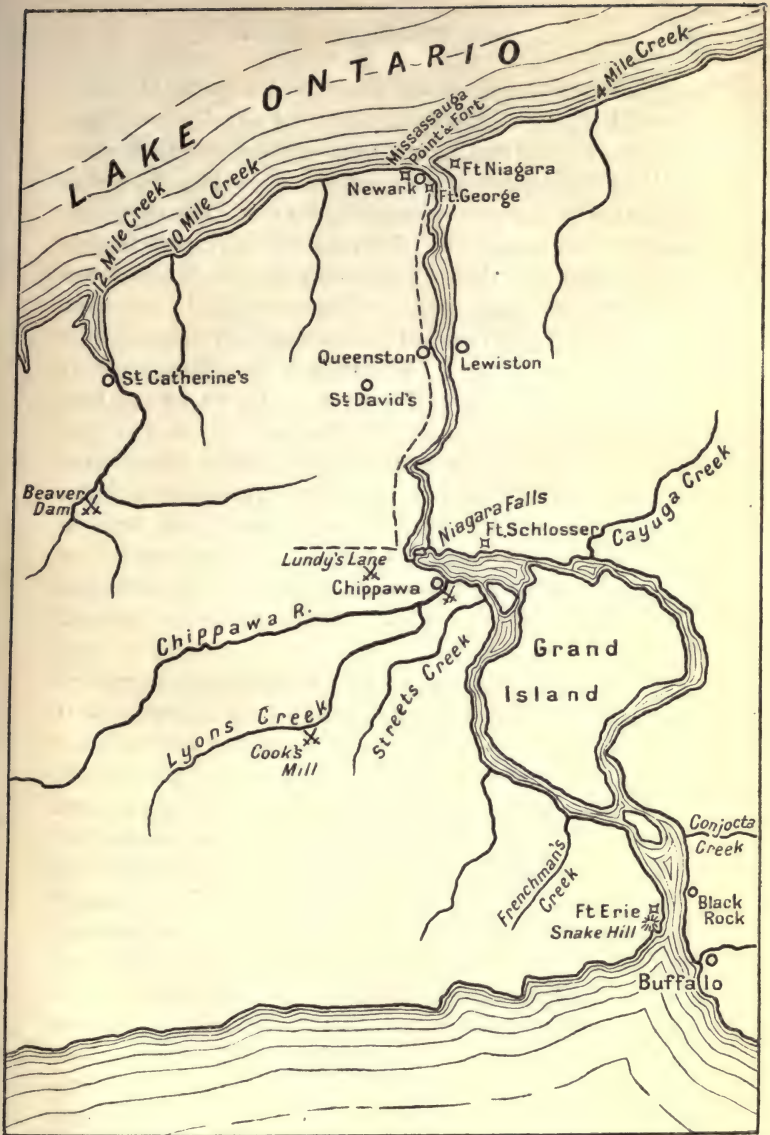 LAKE ONTARIO
4 Mile Creek
Mississauga
Point & Fort
10 Mile Creek
12 Mile Creek
Ft Niagara
Newark
Ft. George
Queenston
Lewiston
St. Catherine's
St. David's
Beaver
Dam
Niagara Falls
Ft. Schlosser
Cayuga Creek
Lundy's Lane
Chippawa
Chippawa R.
Grand
Island
Lyons Creek
Streets Creek
Cook's
Mill
Conjocta
Creek
Frenchman's
Creek
Black
Rock
Ft Erie
Snake Hill
Buffalo